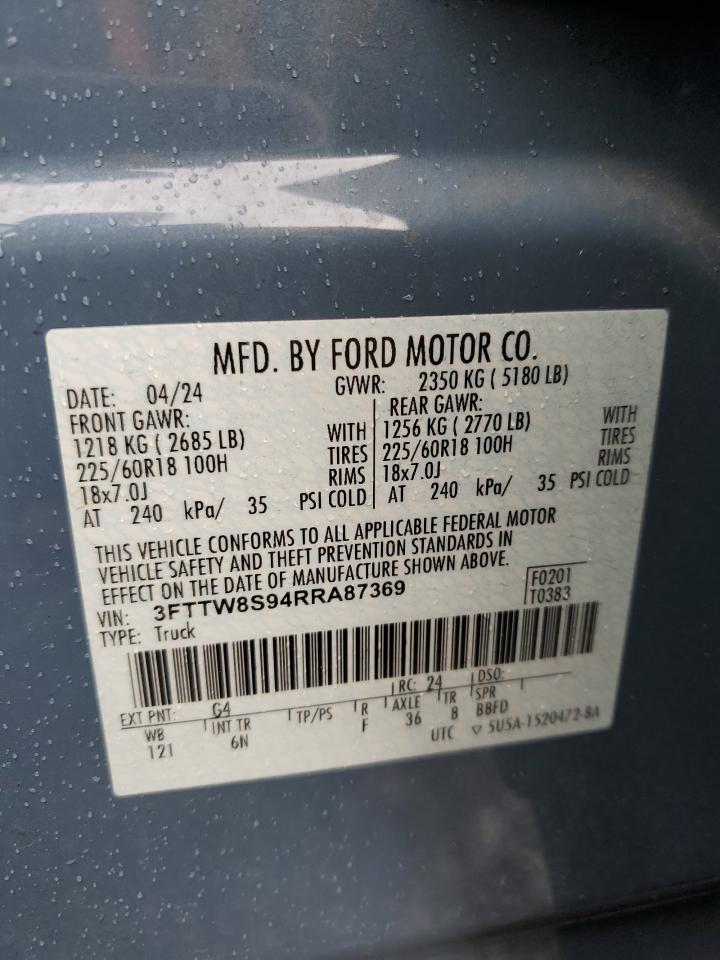 MFD. BY FORD MOTOR CO.
DATE: 04/24 GVWR: 2350 KG ( 5180 LB)
FRONT GAWR: REAR GAWR:
1218 KG ( 2685 LB) WITH 1256 KG ( 2770 LB) WITH
225/60R18 100H TIRES 225/60R18 100H TIRES
18x7.0J RIMS 18x7.0J RIMS
AT 240 kPa/ 35 PSI COLD AT 240 kPa/ 35 PSI COLD
THIS VEHICLE CONFORMS TO ALL APPLICABLE FEDERAL MOTOR
VEHICLE SAFETY AND THEFT PREVENTION STANDARDS IN
EFFECT ON THE DATE OF MANUFACTURE SHOWN ABOVE.
VIN: 3FTTW8S94RRA87369 F0201
TYPE: Truck T0383
EXT PNT: G4 RC: 24 DSO:
WB INT TR TP/PS R AXLE TR SPR
121 6N F 36 8 BBFD
UTC ▽ 5U5A-1520472-BA